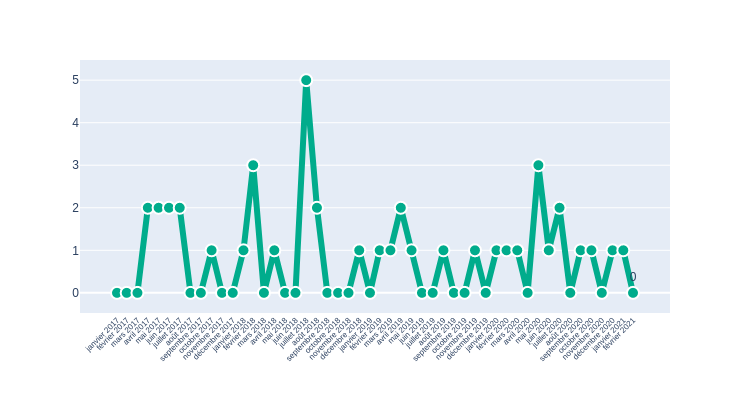 5
4
3
2
1
0
0
janvier 2017
février 2017
mars 2017
avril 2017
mai 2017
juin 2017
juillet 2017
août 2017
septembre 2017
octobre 2017
novembre 2017
décembre 2017
janvier 2018
février 2018
mars 2018
avril 2018
mai 2018
juin 2018
juillet 2018
août 2018
septembre 2018
octobre 2018
novembre 2018
décembre 2018
janvier 2019
février 2019
mars 2019
avril 2019
mai 2019
juin 2019
juillet 2019
août 2019
septembre 2019
octobre 2019
novembre 2019
décembre 2019
janvier 2020
février 2020
mars 2020
avril 2020
mai 2020
juin 2020
juillet 2020
août 2020
septembre 2020
octobre 2020
novembre 2020
décembre 2020
janvier 2021
février 2021